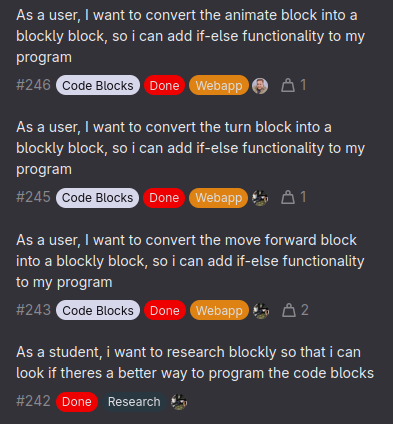 As a user, I want to convert the animate block into a
blockly block, so i can add if-else functionality to my
program
#246 Code Blocks Done Webapp 1
As a user, I want to convert the turn block into a
blockly block, so i can add if-else functionality to my
program
#245 Code Blocks Done Webapp 1
As a user, I want to convert the move forward block
into a blockly block, so i can add if-else functionality
to my program
#243 Code Blocks Done Webapp 2
As a student, i want to research blockly so that i can
look if theres a better way to program the code blocks
#242 Done Research